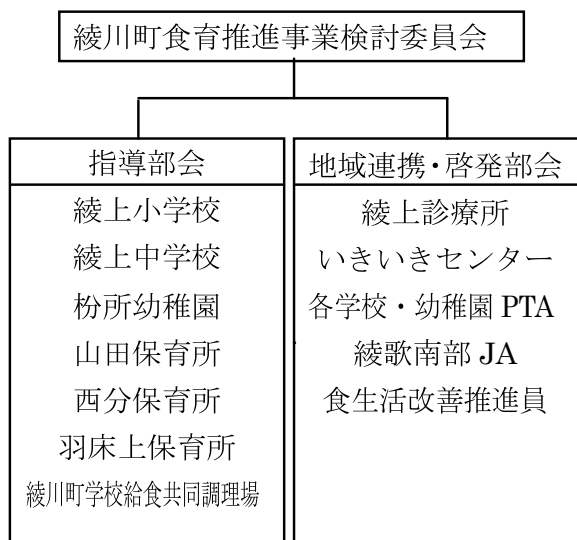 綾川町食育推進事業検討委員会
指導部会
綾上小学校
綾上中学校
枌所幼稚園
山田保育所
西分保育所
羽床上保育所
綾川町学校給食共同調理場
地域連携・啓発部会
綾上診療所
いきいきセンター
各学校・幼稚園 PTA
綾歌南部 JA
食生活改善推進員